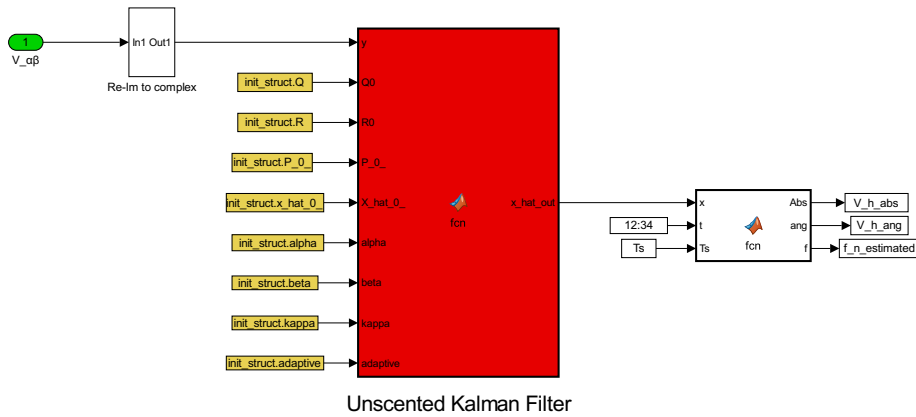 1
V_αβ
In1 Out1
Re-Im to complex
init_struct.Q
init_struct.R
init_struct.P_0_
init_struct.x_hat_0_
init_struct.alpha
init_struct.beta
init_struct.kappa
init_struct.adaptive
y
Q0
R0
P_0_
X_hat_0_
alpha
beta
kappa
adaptive
fcn
x_hat_out
Unscented Kalman Filter
12:34
Ts
x
t
Ts
fcn
Abs
ang
f
V_h_abs
V_h_ang
f_n_estimated